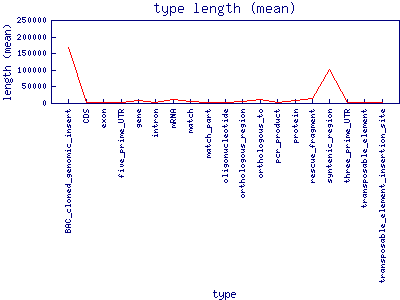 type length (mean)
length (mean)
250000
200000
150000
100000
50000
0
BAC_cloned_genomic_insert
CDS
exon
five_prime_UTR
gene
intron
mRNA
match
match_part
oligonucleotide
orthologous_region
orthologous_to
pcr_product
protein
rescue_fragment
syntenic_region
three_prime_UTR
transposable_element
transposable_element_insertion_site
type